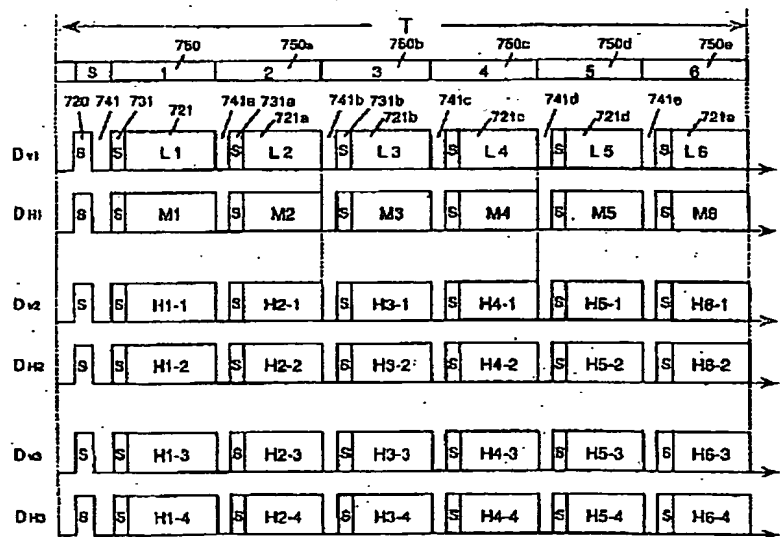 T
750 750a 750b 750c 750d 750e
S 1 2 3 4 5 6
720 741 731 721 741a 731a 721a 741b 731b 721b 741c 721c 741d 721d 741e 721e
Dv1 S S L1 S L2 S L3 S L4 S L5 S L6
DH1 S S M1 S M2 S M3 S M4 S M5 S M6
Dv2 S S H1-1 S H2-1 S H3-1 S H4-1 S H5-1 S H6-1
DH2 S S H1-2 S H2-2 S H3-2 S H4-2 S H5-2 S H6-2
Dv3 S S H1-3 S H2-3 S H3-3 S H4-3 S H5-3 S H6-3
DH3 S S H1-4 S H2-4 S H3-4 S H4-4 S H5-4 S H6-4